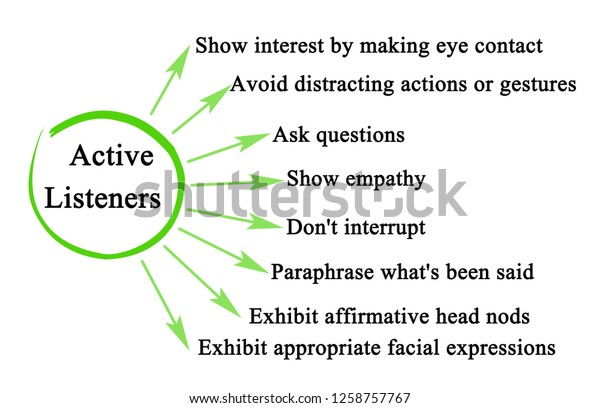 Show interest by making eye contact
Avoid distracting actions or gestures
Ask questions
Active
Listeners
Show empathy
shutterstock
Don't interrupt
Paraphrase what's been said
Exhibit affirmative head nods
Exhibit appropriate facial expressions
shutterstock.com · 1258757767